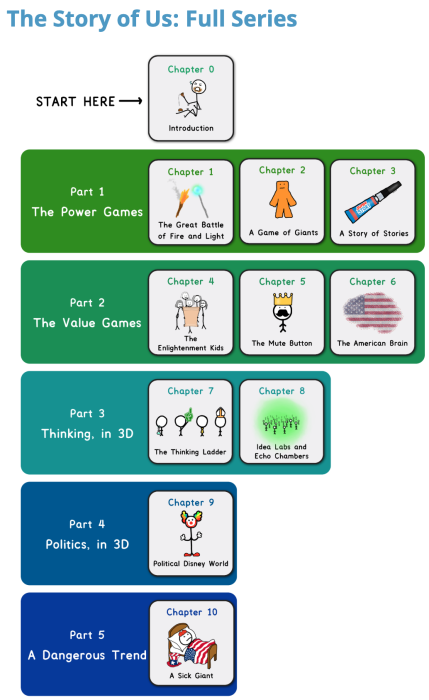 The Story of Us: Full Series
START HERE
Chapter 0
Introduction
Part 1
The Power Games
Chapter 1
The Great Battle
of Fire and Light
Chapter 2
A Game of Giants
Chapter 3
A Story of Stories
Part 2
The Value Games
Chapter 4
The
Enlightenment Kids
Chapter 5
The Mute Button
Chapter 6
The American Brain
Part 3
Thinking, in 3D
Chapter 7
The Thinking Ladder
Chapter 8
Idea Labs and
Echo Chambers
Part 4
Politics, in 3D
Chapter 9
Political Disney World
Part 5
A Dangerous Trend
Chapter 10
A Sick Giant